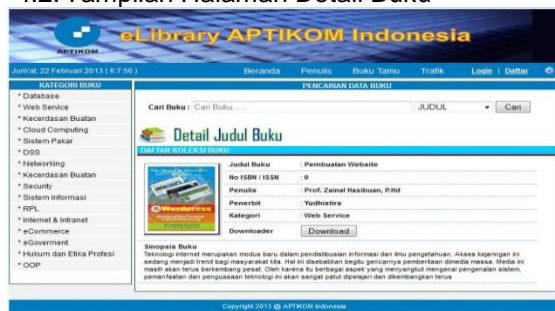 4.2. Tampilan Halaman Detail Buku
eLibrary APTIKOM Indonesia
APTIKOM
Jum'at, 22 Februari 2013 ( 6:7:56 )
Beranda Penulis Buku Tamu Trafik Login | Daftar
KATEGORI BUKU
* Database
* Web Service
* Kecerdasan Buatan
* Cloud Computing
* Sistem Pakar
* DSS
* Networking
* Kecerdasan Buatan
* Security
* Sistem Informasi
* RPL
* Internet & Intranet
* eCommerce
* eGoverment
* Hukum dan Etika Profesi
* OOP
PENCARIAN DATA BUKU
Cari Buku : Cari Buku..... JUDUL Cari
Detail Judul Buku
DAFTAR KOLEKSI BUKU
Wordpress
Judul Buku : Pembuatan Website
No ISBN / ISSN : 0
Penulis : Prof. Zainal Hasibuan, P.Hd
Penerbit : Yudhistira
Kategori : Web Service
Downloader Download
Sinopsis Buku
Teknologi internet merupakan modus baru dalam pendistribusian informasi dan ilmu pengetahuan. Akses kejaringan ini
sedang menjadi trend bagi masyarakat kita. Hal ini disebabkan begitu gencarnya pemberitaan dimedia massa. Media ini
masih akan terus berkembang pesat. Oleh karena itu berbagai aspek yang menyangkut mengenai pengenalan sistem,
pemanfaatan dan penguasaan teknologi ini akan sangat patut dipelajari dan dikembangkan terus
Copyright 2013 @ APTIKOM Indonesia